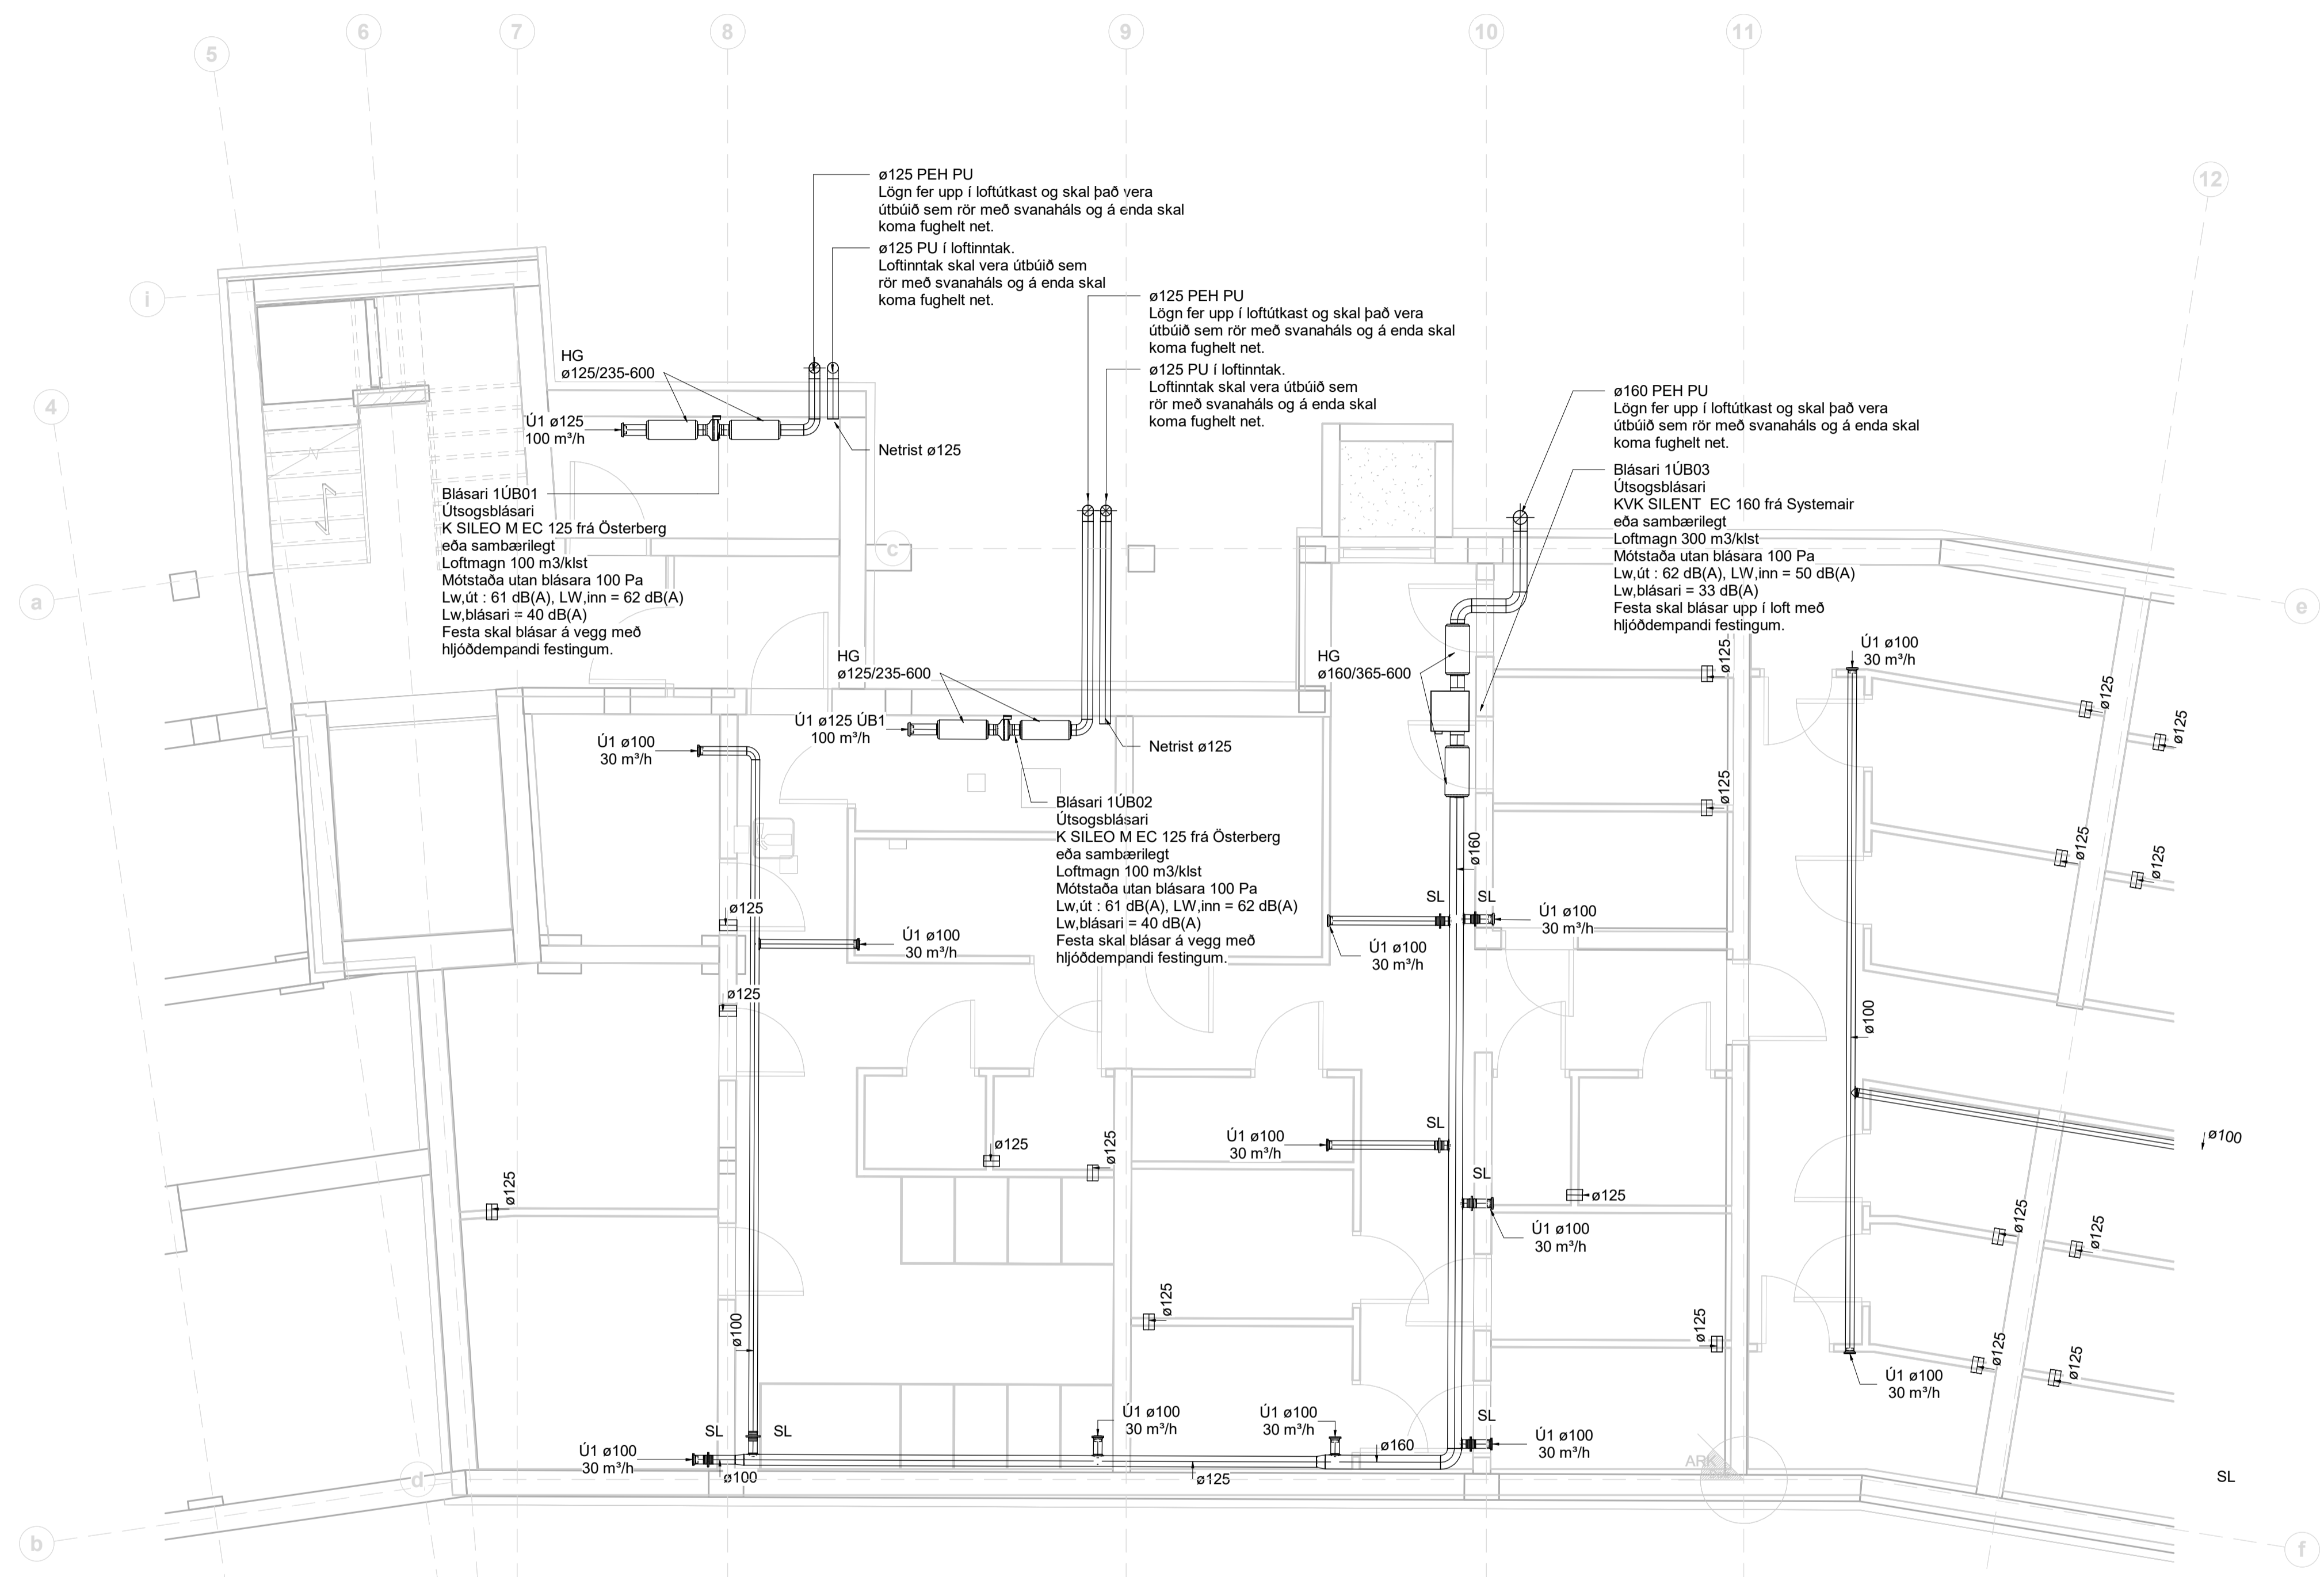 5
6
7
8
9
10
11
12
ø125 PEH PU
Lögn fer upp í loftútkast og skal það vera
útbúið sem rör með svanaháls og á enda skal
koma fughelt net.
ø125 PU í loftinntak.
Loftinntak skal vera útbúið sem
rör með svanaháls og á enda skal
koma fughelt net.
i
ø125 PEH PU
Lögn fer upp í loftútkast og skal það vera
útbúið sem rör með svanaháls og á enda skal
koma fughelt net.
ø125 PU í loftinntak.
Loftinntak skal vera útbúið sem
rör með svanaháls og á enda skal
koma fughelt net.
HG
ø125/235-600
ø160 PEH PU
Lögn fer upp í loftútkast og skal það vera
útbúið sem rör með svanaháls og á enda skal
koma fughelt net.
4
Ú1 ø125
100 m³/h
Netrist ø125
Blásari 1ÚB03
Útsogsblásari
KVK SILENT EC 160 frá Systemair
eða sambærilegt
Loftmagn 300 m3/klst
Mótstaða utan blásara 100 Pa
Lw,út : 62 dB(A), LW,inn = 50 dB(A)
Lw,blásari = 33 dB(A)
Festa skal blásar upp í loft með
hljóðdempandi festingum.
Blásari 1ÚB01
Útsogsblásari
K SILEO M EC 125 frá Österberg
eða sambærilegt
Loftmagn 100 m3/klst
Mótstaða utan blásara 100 Pa
Lw,út : 61 dB(A), LW,inn = 62 dB(A)
Lw,blásari = 40 dB(A)
Festa skal blásar á vegg með
hljóðdempandi festingum.
c
a
e
HG
ø125/235-600
HG
ø160/365-600
ø125
Ú1 ø100
30 m³/h
ø125
ø125
Ú1 ø125 ÚB1
100 m³/h
Netrist ø125
Ú1 ø100
30 m³/h
ø125
Blásari 1ÚB02
Útsogsblásari
K SILEO M EC 125 frá Österberg
eða sambærilegt
Loftmagn 100 m3/klst
Mótstaða utan blásara 100 Pa
Lw,út : 61 dB(A), LW,inn = 62 dB(A)
Lw,blásari = 40 dB(A)
Festa skal blásar á vegg með
hljóðdempandi festingum.
ø160
ø125
ø125
SL
SL
ø125
Ú1 ø100
30 m³/h
Ú1 ø100
30 m³/h
Ú1 ø100
30 m³/h
ø125
ø100
SL
Ú1 ø100
30 m³/h
ø125
ø125
ø100
SL
ø125
ø125
ø125
ø125
Ú1 ø100
30 m³/h
ø125
ø100
ø125
ø125
ø125
Ú1 ø100
30 m³/h
SL
SL
Ú1 ø100
30 m³/h
Ú1 ø100
30 m³/h
SL
Ú1 ø100
30 m³/h
Ú1 ø100
30 m³/h
ø160
ø100
ø125
ARK
SL
d
b
f